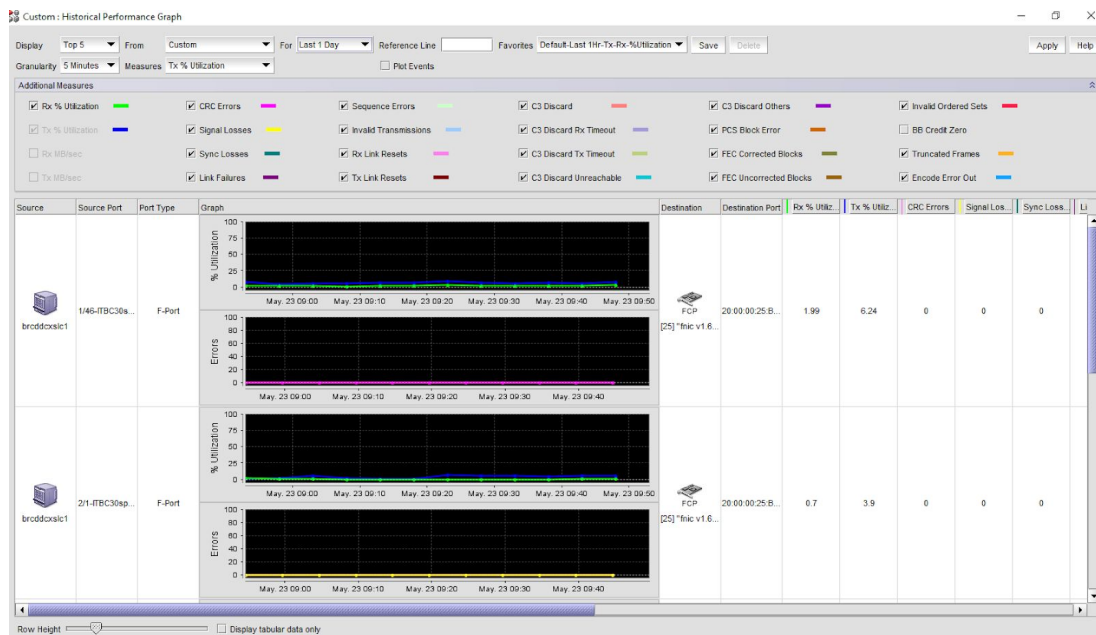 Custom : Historical Performance Graph
Display Top 5 From Custom For Last 1 Day Reference Line Favorites Default-Last 1Hr-Tx-Rx-%Utilization Save Delete Apply Help
Granularity 5 Minutes Measures Tx % Utilization Plot Events
Additional Measures
Rx % Utilization CRC Errors Sequence Errors C3 Discard C3 Discard Others Invalid Ordered Sets
Tx % Utilization Signal Losses Invalid Transmissions C3 Discard Rx Timeout PCS Block Error BB Credit Zero
Rx MB/sec Sync Losses Rx Link Resets C3 Discard Tx Timeout FEC Corrected Blocks Truncated Frames
Tx MB/sec Link Failures Tx Link Resets C3 Discard Unreachable FEC Uncorrected Blocks Encode Error Out
Source Source Port Port Type Graph Destination Destination Port Rx % Utiliz... Tx % Utiliz... CRC Errors Signal Los... Sync Loss... Li
100
75
50
25
0
% Utilization
May. 23 09:00 May. 23 09:10 May. 23 09:20 May. 23 09:30 May. 23 09:40 May. 23 09:50
brcddcxslc1 1/46-ITBC30s... F-Port FCP 20:00:00:25:B... 1.99 6.24 0 0 0
[25] "fnic v1.6...
100
80
60
40
20
0
Errors
May. 23 09:00 May. 23 09:10 May. 23 09:20 May. 23 09:30 May. 23 09:40
100
75
50
25
0
% Utilization
May. 23 09:00 May. 23 09:10 May. 23 09:20 May. 23 09:30 May. 23 09:40 May. 23 09:50
brcddcxslc1 2/1-ITBC30sp... F-Port FCP 20:00:00:25:B... 0.7 3.9 0 0 0
[25] "fnic v1.6...
100
80
60
40
20
0
Errors
May. 23 09:00 May. 23 09:10 May. 23 09:20 May. 23 09:30 May. 23 09:40
Row Height Display tabular data only